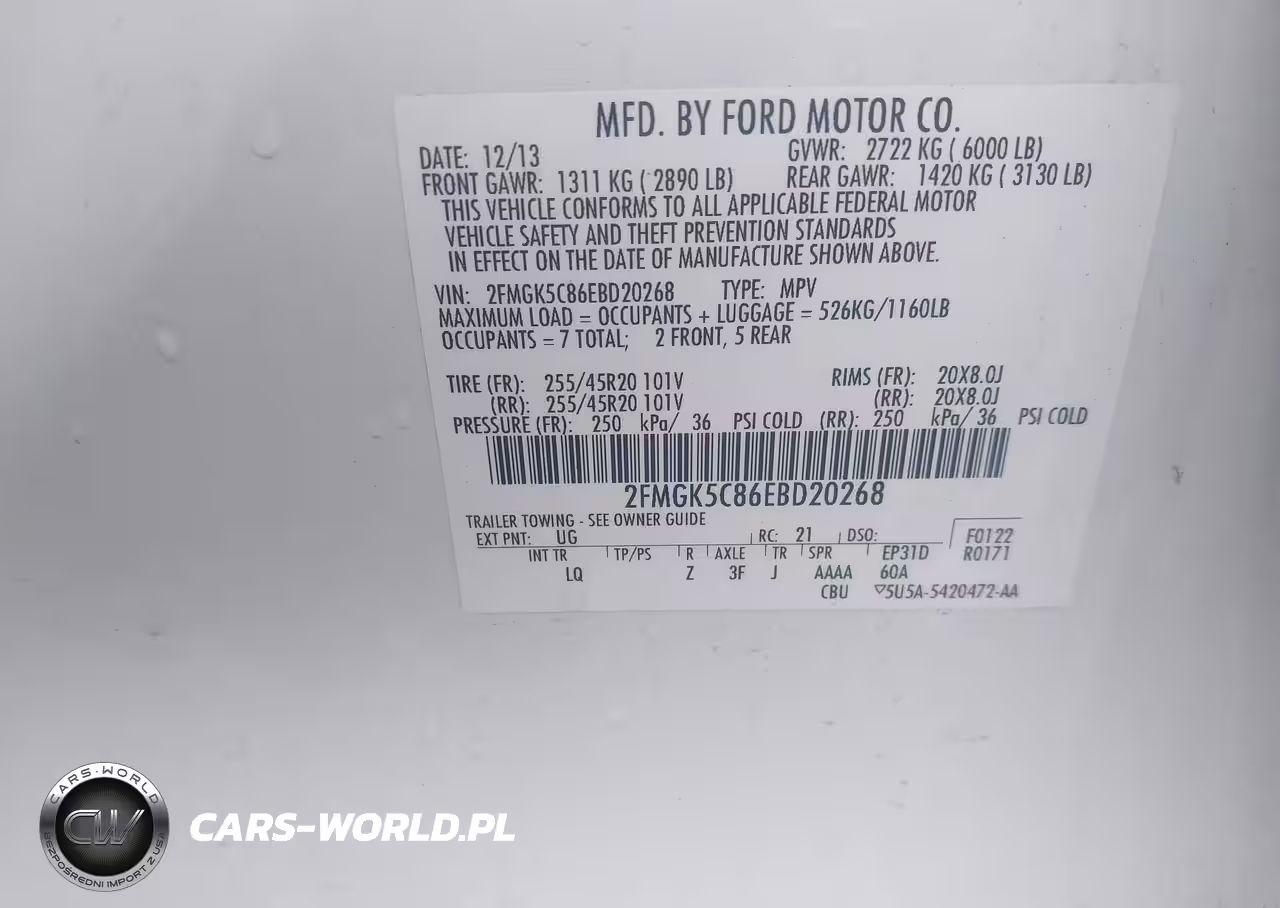 MFD. BY FORD MOTOR CO.
DATE: 12/13 GVWR: 2722 KG ( 6000 LB)
FRONT GAWR: 1311 KG ( 2890 LB) REAR GAWR: 1420 KG ( 3130 LB)
THIS VEHICLE CONFORMS TO ALL APPLICABLE FEDERAL MOTOR
VEHICLE SAFETY AND THEFT PREVENTION STANDARDS
IN EFFECT ON THE DATE OF MANUFACTURE SHOWN ABOVE.
VIN: 2FMGK5C86EBD20268 TYPE: MPV
MAXIMUM LOAD = OCCUPANTS + LUGGAGE = 526KG/1160LB
OCCUPANTS = 7 TOTAL; 2 FRONT, 5 REAR
TIRE (FR): 255/45R20 101V RIMS (FR): 20X8.0J
(RR): 255/45R20 101V (RR): 20X8.0J
PRESSURE (FR): 250 kPa/ 36 PSI COLD (RR): 250 kPa/ 36 PSI COLD
2FMGK5C86EBD20268
TRAILER TOWING - SEE OWNER GUIDE
EXT PNT: UG RC: 21 DSO: F0122
INT TR TP/PS R AXLE TR SPR EP31D R0171
LQ Z 3F J AAAA 60A
CBU ▽5U5A-5420472-AA
CARS-WORLD
CW
BEZPOŚREDNI IMPORT Z USA
CARS-WORLD.PL